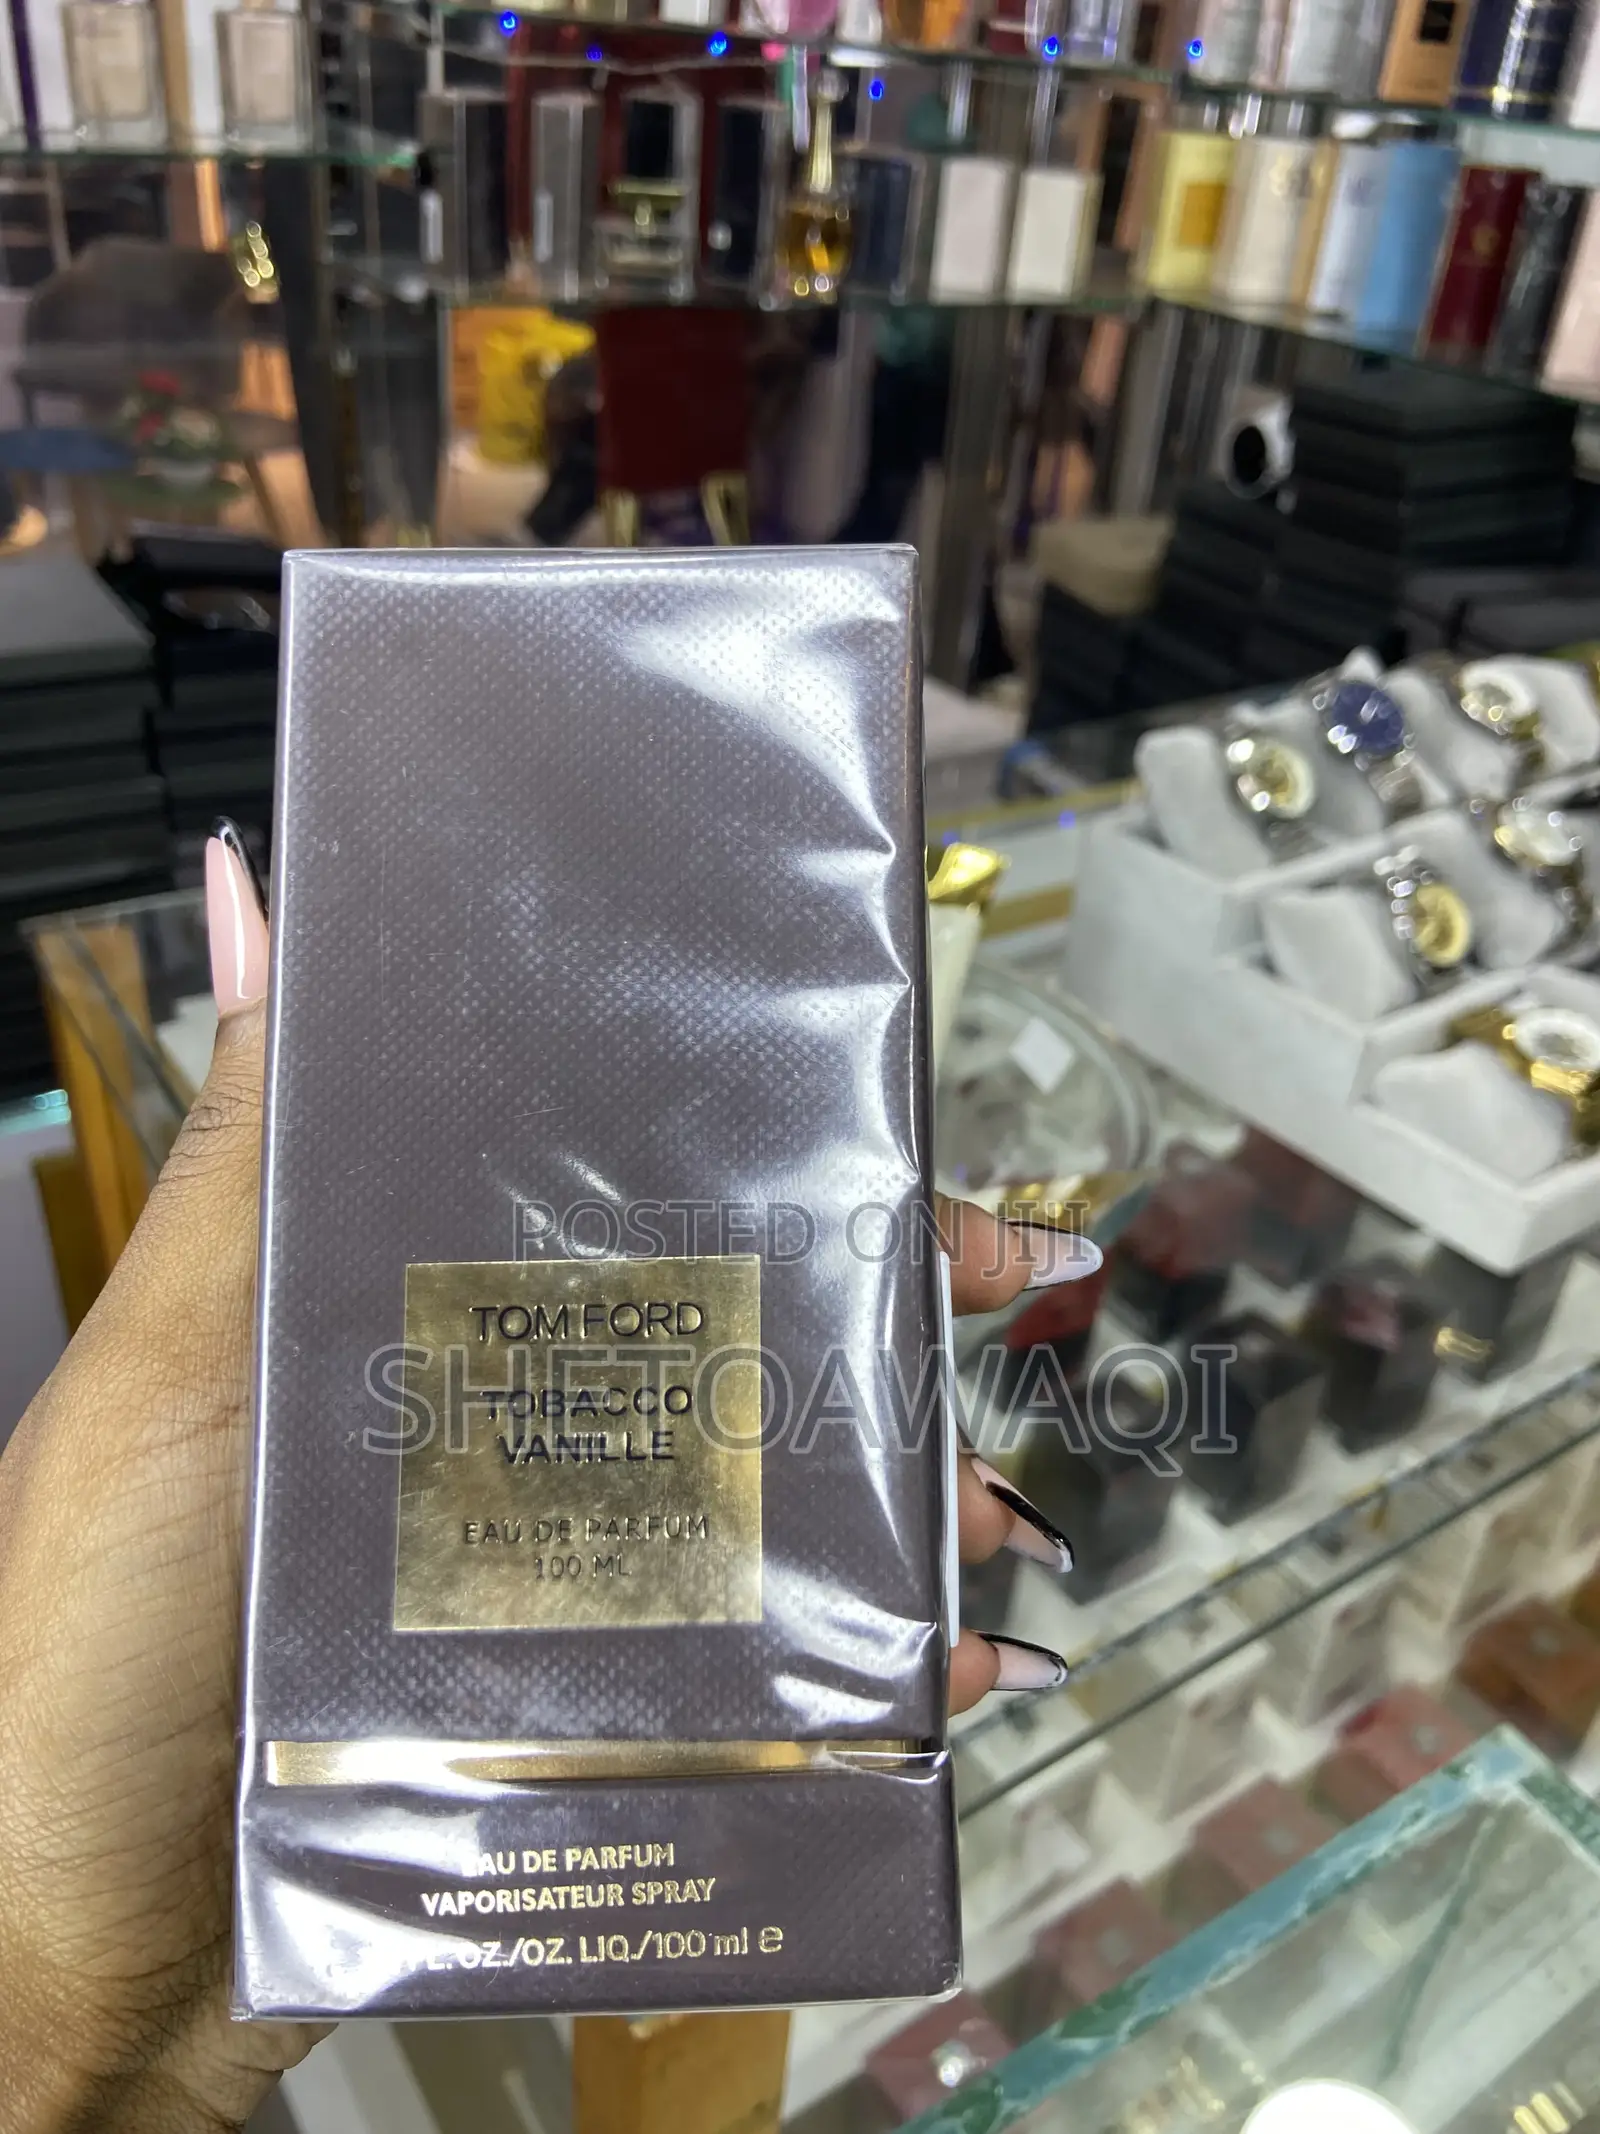 POSTED ON JIJI
TOM FORD
SHETOAWAQI
TOBACCO
VANILLE
EAU DE PARFUM
100 ML
EAU DE PARFUM
VAPORISATEUR SPRAY
FL. OZ./OZ. LIQ./100 ml e